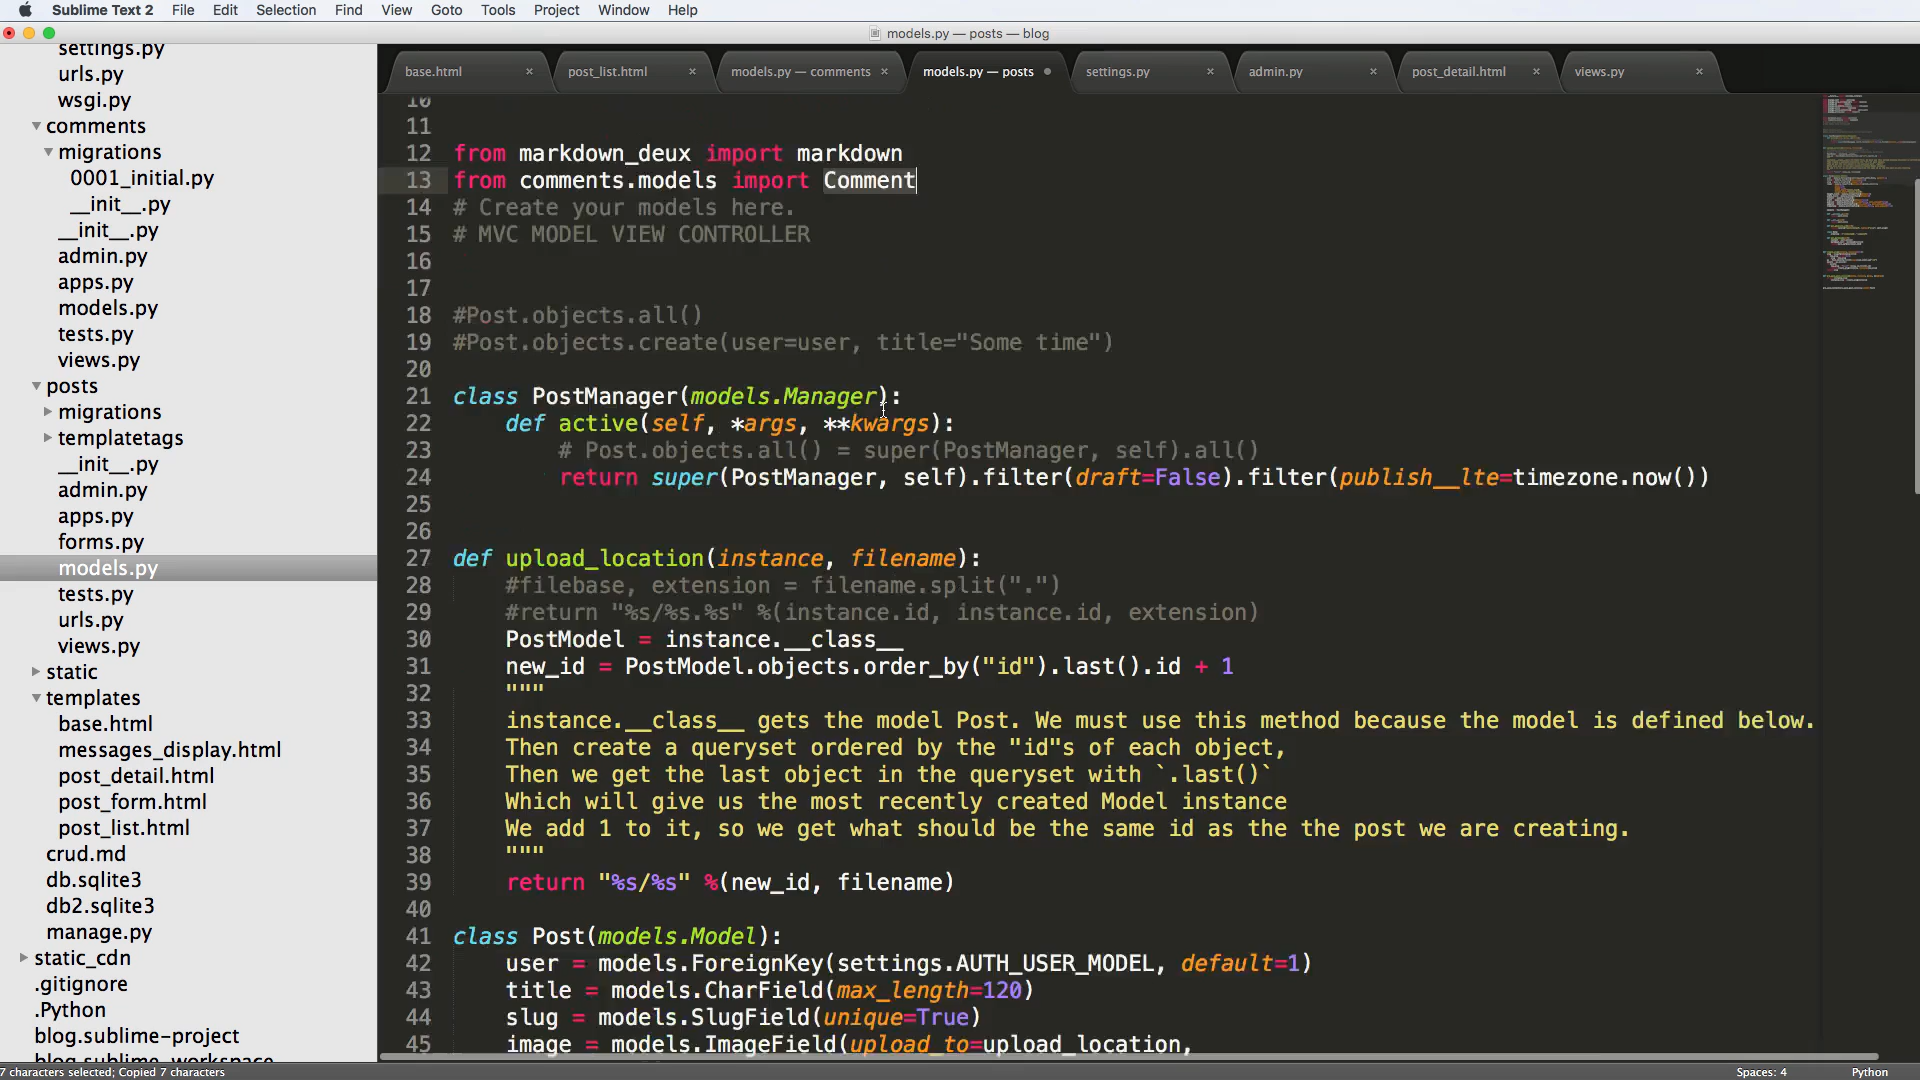 Sublime Text 2 File Edit Selection Find View Goto Tools Project Window Help
models.py — posts — blog
base.html × post_list.html × models.py — comments × models.py — posts settings.py × admin.py × post_detail.html × views.py ×
settings.py
urls.py
wsgi.py
comments
migrations
0001_initial.py
__init__.py
__init__.py
admin.py
apps.py
models.py
tests.py
views.py
posts
migrations
templatetags
__init__.py
admin.py
apps.py
forms.py
models.py
tests.py
urls.py
views.py
static
templates
base.html
messages_display.html
post_detail.html
post_form.html
post_list.html
crud.md
db.sqlite3
db2.sqlite3
manage.py
static_cdn
.gitignore
.Python
blog.sublime-project
blog.sublime_workspace
10
11
12 from markdown_deux import markdown
13 from comments.models import Comment
14 # Create your models here.
15 # MVC MODEL VIEW CONTROLLER
16
17
18 #Post.objects.all()
19 #Post.objects.create(user=user, title="Some time")
20
21 class PostManager(models.Manager):
22 def active(self, *args, **kwargs):
23 # Post.objects.all() = super(PostManager, self).all()
24 return super(PostManager, self).filter(draft=False).filter(publish__lte=timezone.now())
25
26
27 def upload_location(instance, filename):
28 #filebase, extension = filename.split(".")
29 #return "%s/%s.%s" %(instance.id, instance.id, extension)
30 PostModel = instance.__class__
31 new_id = PostModel.objects.order_by("id").last().id + 1
32 """
33 instance.__class__ gets the model Post. We must use this method because the model is defined below.
34 Then create a queryset ordered by the "id"s of each object,
35 Then we get the last object in the queryset with `.last()`
36 Which will give us the most recently created Model instance
37 We add 1 to it, so we get what should be the same id as the the post we are creating.
38 """
39 return "%s/%s" %(new_id, filename)
40
41 class Post(models.Model):
42 user = models.ForeignKey(settings.AUTH_USER_MODEL, default=1)
43 title = models.CharField(max_length=120)
44 slug = models.SlugField(unique=True)
45 image = models.ImageField(upload_to=upload_location,
7 characters selected; Copied 7 characters Spaces: 4 Python